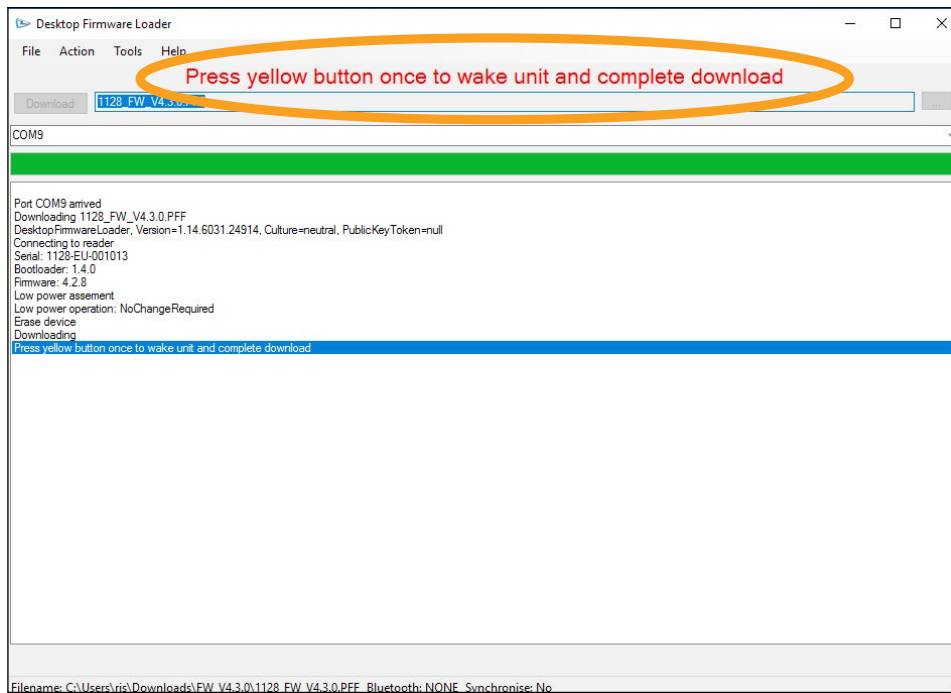 Desktop Firmware Loader
File Action Tools Help
Press yellow button once to wake unit and complete download
Download 1128_FW_V4.3.0 ...
COM9
Port COM9 arrived
Downloading 1128_FW_V4.3.0.PFF
DesktopFirmwareLoader, Version=1.14.6031.24914, Culture=neutral, PublicKeyToken=null
Connecting to reader
Serial: 1128-EU-001013
Bootloader: 1.4.0
Firmware: 4.2.8
Low power assement
Low power operation: NoChangeRequired
Erase device
Downloading
Press yellow button once to wake unit and complete download
Filename: C:\Users\ris\Downloads\FW_V4.3.0\1128_FW_V4.3.0.PFF Bluetooth: NONE Synchronise: No